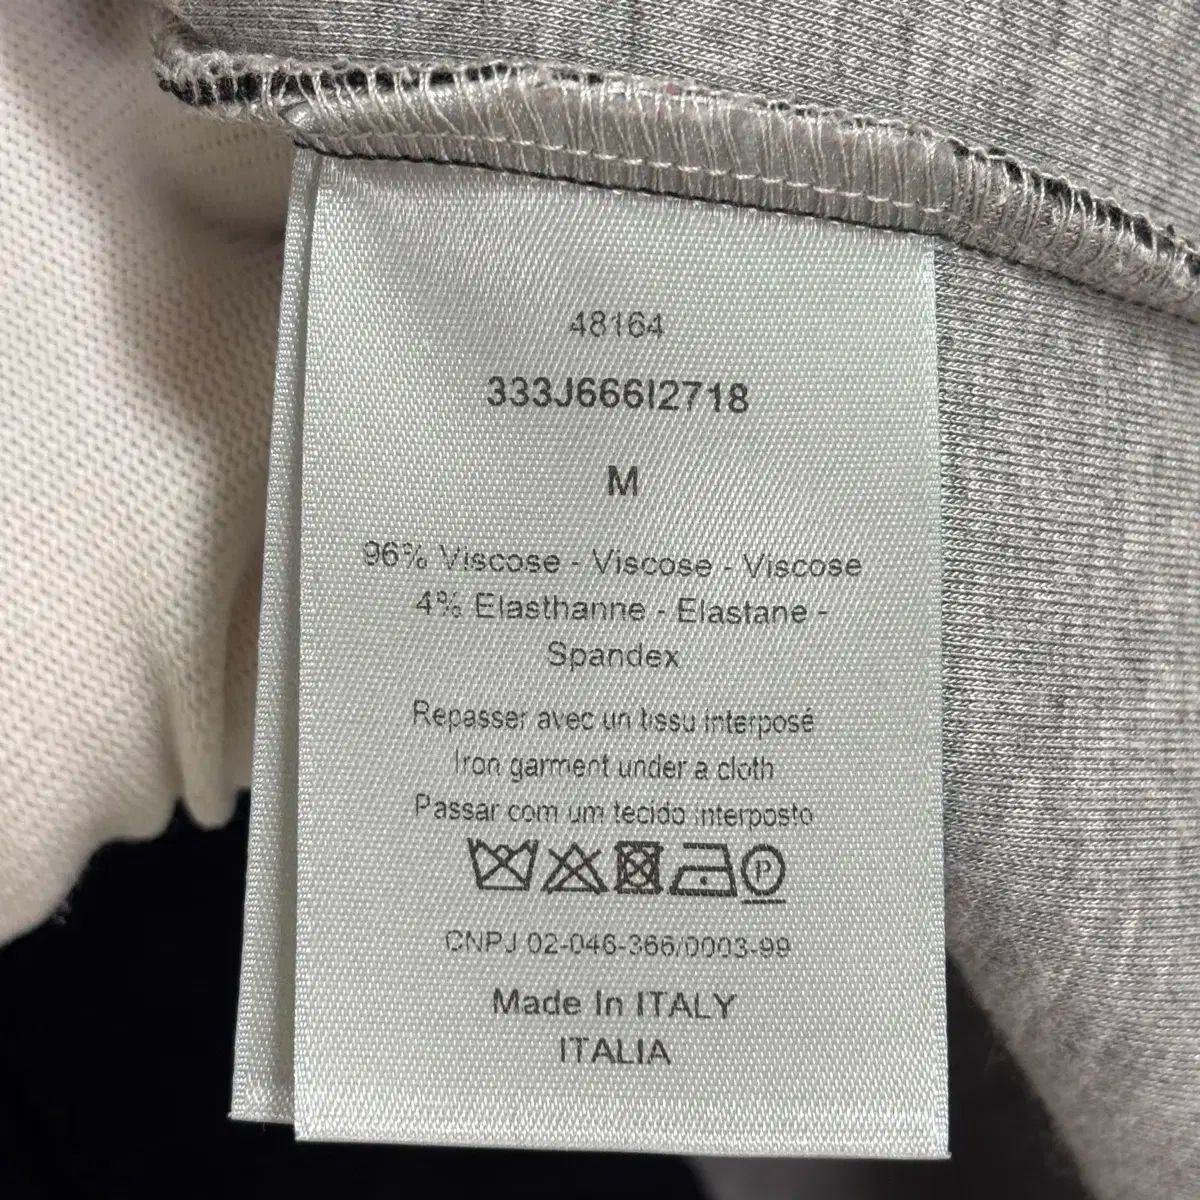 48164
333J666I2718
M
96% Viscose - Viscose - Viscose
4% Elasthanne - Elastane -
Spandex
Repasser avec un tissu interposé
Iron garment under a cloth
Passar com um tecido interposto
P
CNPJ 02-046-366/0003-99
Made In ITALY
ITALIA